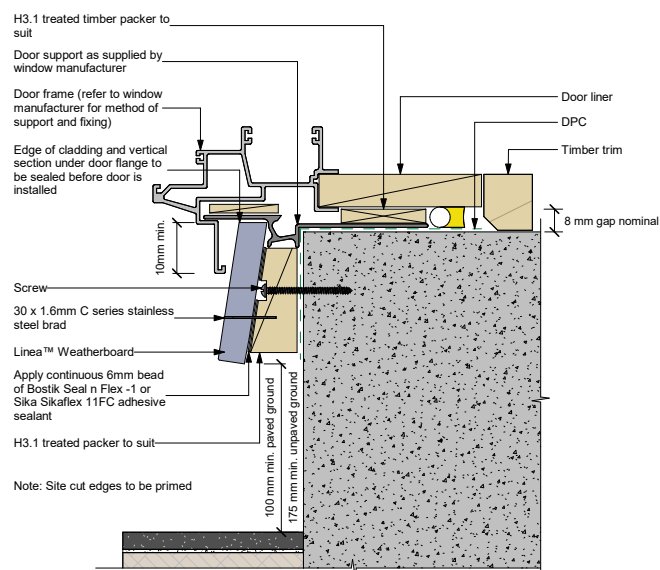 H3.1 treated timber packer to
suit
Door support as supplied by
window manufacturer
Door frame (refer to window
manufacturer for method of
support and fixing)
Edge of cladding and vertical
section under door flange to
be sealed before door is
installed
10mm min.
Screw
30 x 1.6mm C series stainless
steel brad
Linea™ Weatherboard
Apply continuous 6mm bead
of Bostik Seal n Flex -1 or
Sika Sikaflex 11FC adhesive
sealant
H3.1 treated packer to suit
Note: Site cut edges to be primed
100 mm min. paved ground
175 mm min. unpaved ground
Door liner
DPC
Timber trim
8 mm gap nominal